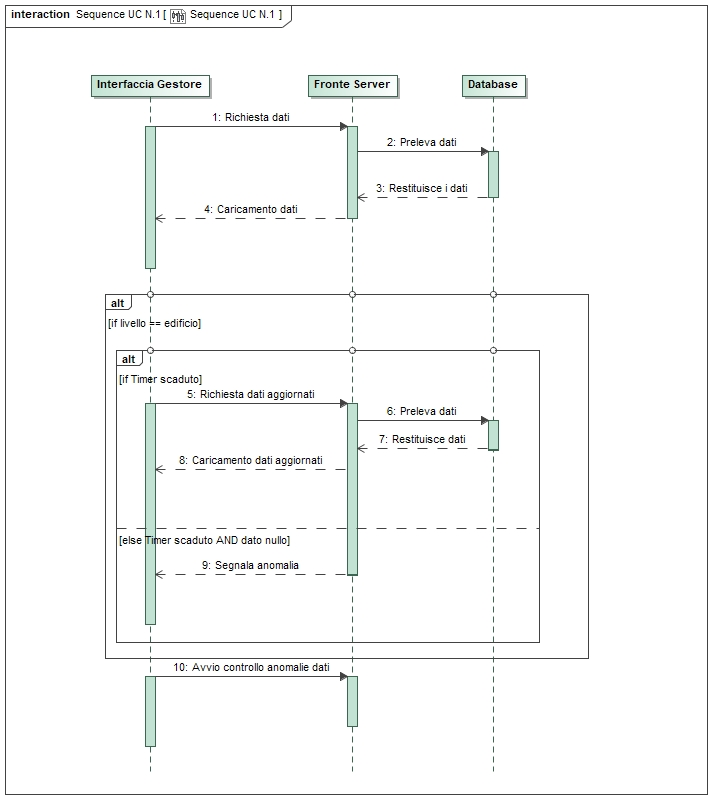 interaction Sequence UC N.1 [ Sequence UC N.1 ]
Interfaccia Gestore
Fronte Server
Database
1: Richiesta dati
2: Preleva dati
3: Restituisce i dati
4: Caricamento dati
alt
[if livello == edificio]
alt
[if Timer scaduto]
5: Richiesta dati aggiornati
6: Preleva dati
7: Restituisce dati
8: Caricamento dati aggiornati
[else Timer scaduto AND dato nullo]
9: Segnala anomalia
10: Avvio controllo anomalie dati